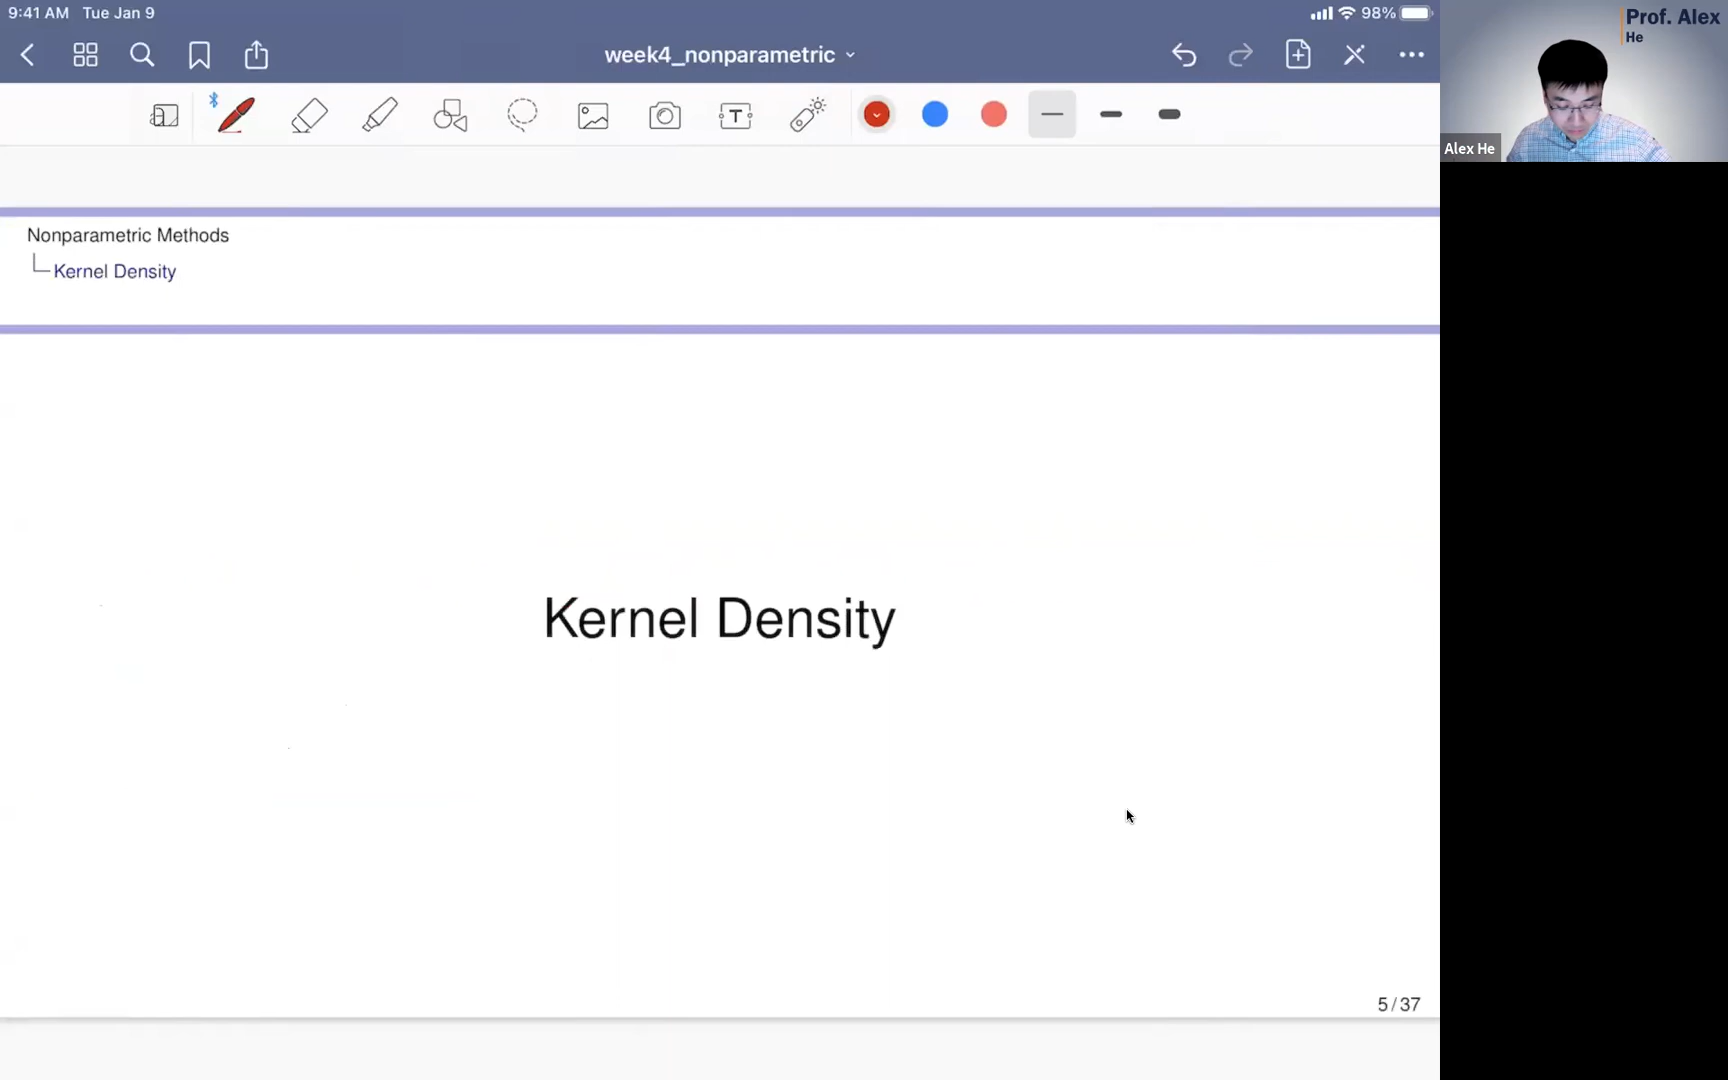 9:41 AM Tue Jan 9
98%
week4_nonparametric
T
Prof. Alex
He
Alex He
Nonparametric Methods
Kernel Density
Kernel Density
5/37